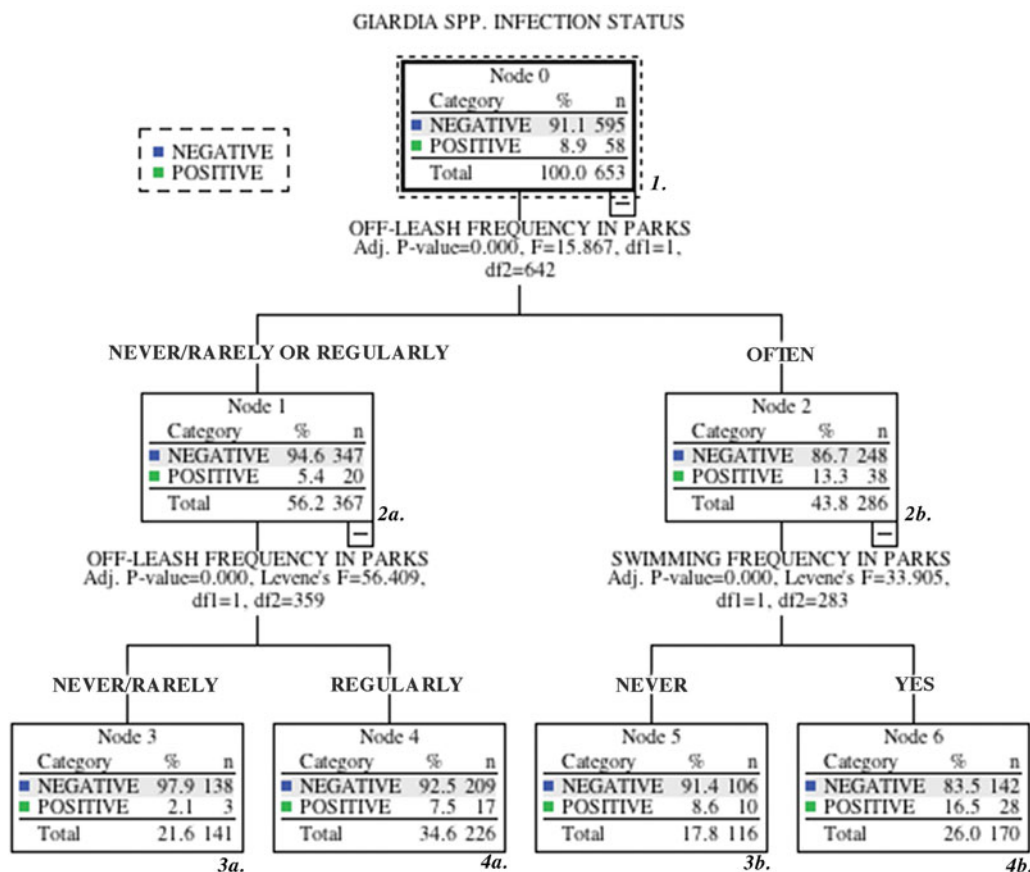 GIARDIA SPP. INFECTION STATUS
Node 0
Category % n
NEGATIVE 91.1 595
POSITIVE 8.9 58
Total 100.0 653
1.
NEGATIVE
POSITIVE
OFF-LEASH FREQUENCY IN PARKS
Adj. P-value=0.000, F=15.867, df1=1,
df2=642
NEVER/RARELY OR REGULARLY
OFTEN
Node 1
Category % n
NEGATIVE 94.6 347
POSITIVE 5.4 20
Total 56.2 367
2a.
Node 2
Category % n
NEGATIVE 86.7 248
POSITIVE 13.3 38
Total 43.8 286
2b.
OFF-LEASH FREQUENCY IN PARKS
Adj. P-value=0.000, Levene's F=56.409,
df1=1, df2=359
SWIMMING FREQUENCY IN PARKS
Adj. P-value=0.000, Levene's F=33.905,
df1=1, df2=283
NEVER/RARELY
REGULARLY
NEVER
YES
Node 3
Category % n
NEGATIVE 97.9 138
POSITIVE 2.1 3
Total 21.6 141
3a.
Node 4
Category % n
NEGATIVE 92.5 209
POSITIVE 7.5 17
Total 34.6 226
4a.
Node 5
Category % n
NEGATIVE 91.4 106
POSITIVE 8.6 10
Total 17.8 116
3b.
Node 6
Category % n
NEGATIVE 83.5 142
POSITIVE 16.5 28
Total 26.0 170
4b.